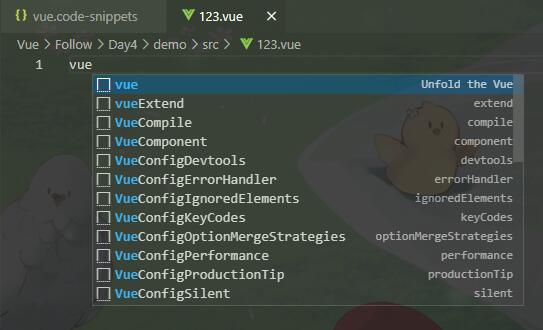 {} vue.code-snippets 123.vue ×
Vue > Follow > Day4 > demo > src > 123.vue
1 vue
vue Unfold the Vue
vueExtend extend
VueCompile compile
VueComponent component
VueConfigDevtools devtools
VueConfigErrorHandler errorHandler
VueConfigIgnoredElements ignoredElements
VueConfigKeyCodes keyCodes
VueConfigOptionMergeStrategies optionMergeStrategies
VueConfigPerformance performance
VueConfigProductionTip productionTip
VueConfigSilent silent